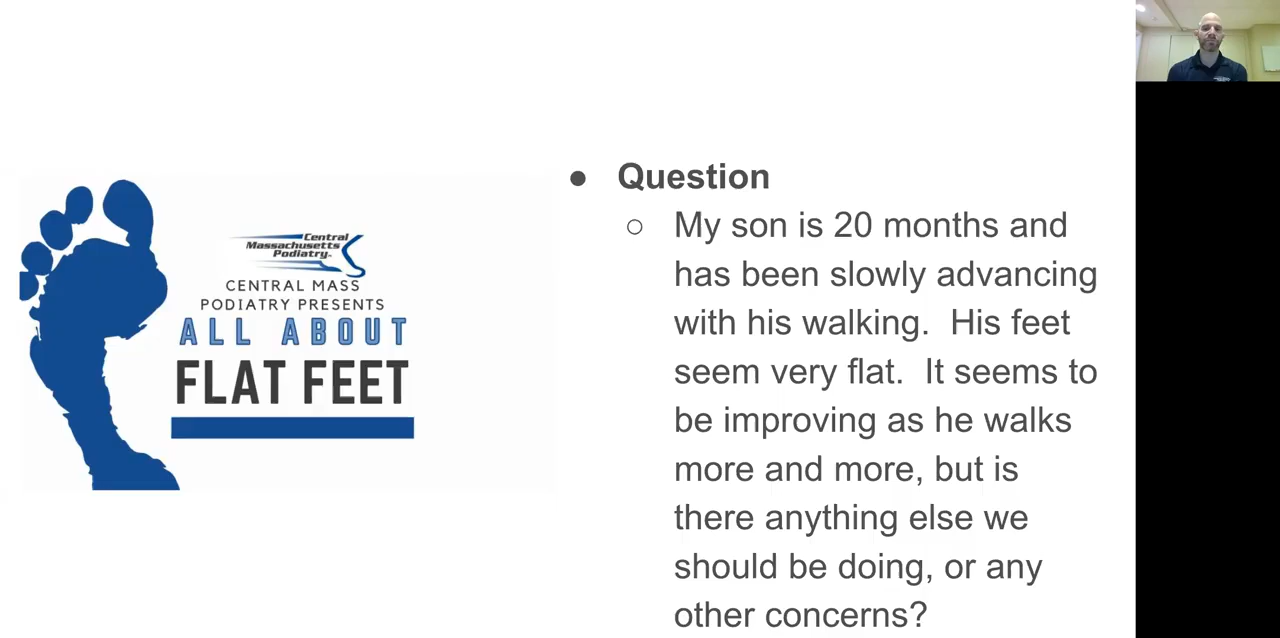 Central
Massachusetts
Podiatry
CENTRAL MASS
PODIATRY PRESENTS
ALL ABOUT
FLAT FEET
● Question
○ My son is 20 months and
has been slowly advancing
with his walking.  His feet
seem very flat.  It seems to
be improving as he walks
more and more, but is
there anything else we
should be doing, or any
other concerns?